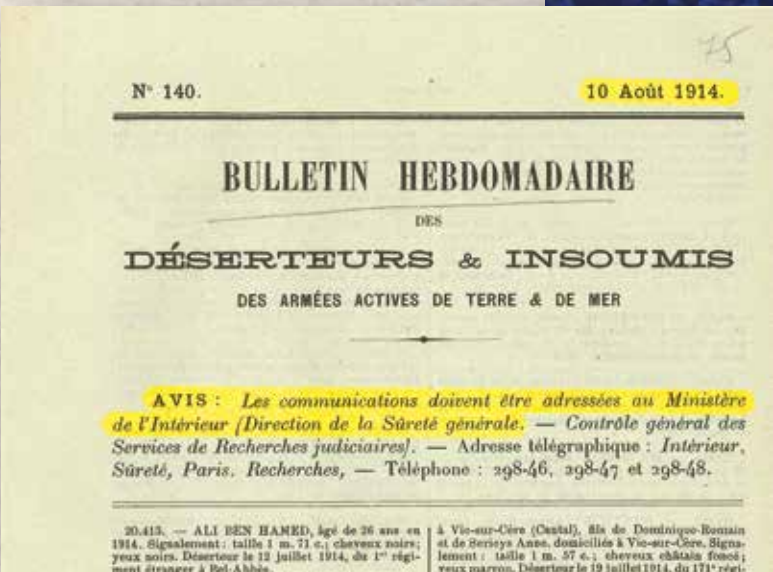 75
N° 140.
10 Août 1914.
BULLETIN HEBDOMADAIRE
DES
DÉSERTEURS & INSOUMIS
DES ARMÉES ACTIVES DE TERRE & DE MER
AVIS : Les communications doivent être adressées au Ministère
de l'Intérieur [Direction de la Sûreté générale. — Contrôle général des
Services de Recherches judiciaires]. — Adresse télégraphique : Intérieur,
Sûreté, Paris. Recherches, — Téléphone : 298-46, 298-47 et 298-48.
20.413. — ALI BEN HAMED, âgé de 26 ans en
1914. Signalement : taille 1 m. 71 c.; cheveux noirs;
yeux noirs. Déserteur le 12 juillet 1914, du 1er régi-
ment étranger à Bel-Abbès.
à Vic-sur-Cère (Cantal), fils de Dominique-Romain
et de Serieys Anne, domiciliés à Vic-sur-Cère. Signa-
lement : taille 1 m. 57 c.; cheveux châtain foncé;
yeux marron. Déserteur le 19 juillet 1914, du 171e régi-